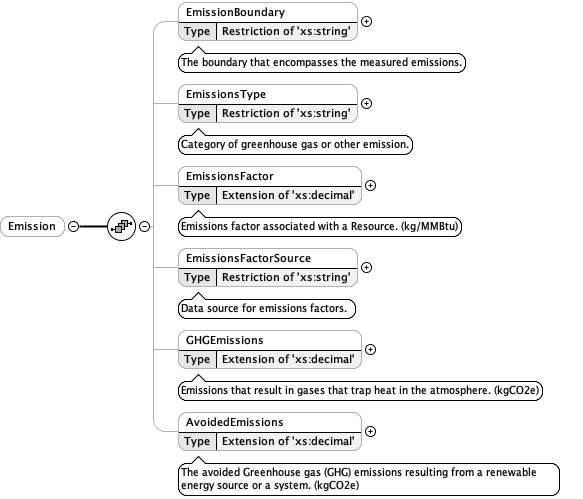 EmissionBoundary
Type Restriction of 'xs:string'
The boundary that encompasses the measured emissions.
EmissionsType
Type Restriction of 'xs:string'
Category of greenhouse gas or other emission.
EmissionsFactor
Type Extension of 'xs:decimal'
Emission
Emissions factor associated with a Resource. (kg/MMBtu)
EmissionsFactorSource
Type Restriction of 'xs:string'
Data source for emissions factors.
GHGEmissions
Type Extension of 'xs:decimal'
Emissions that result in gases that trap heat in the atmosphere. (kgCO2e)
AvoidedEmissions
Type Extension of 'xs:decimal'
The avoided Greenhouse gas (GHG) emissions resulting from a renewable
energy source or a system. (kgCO2e)